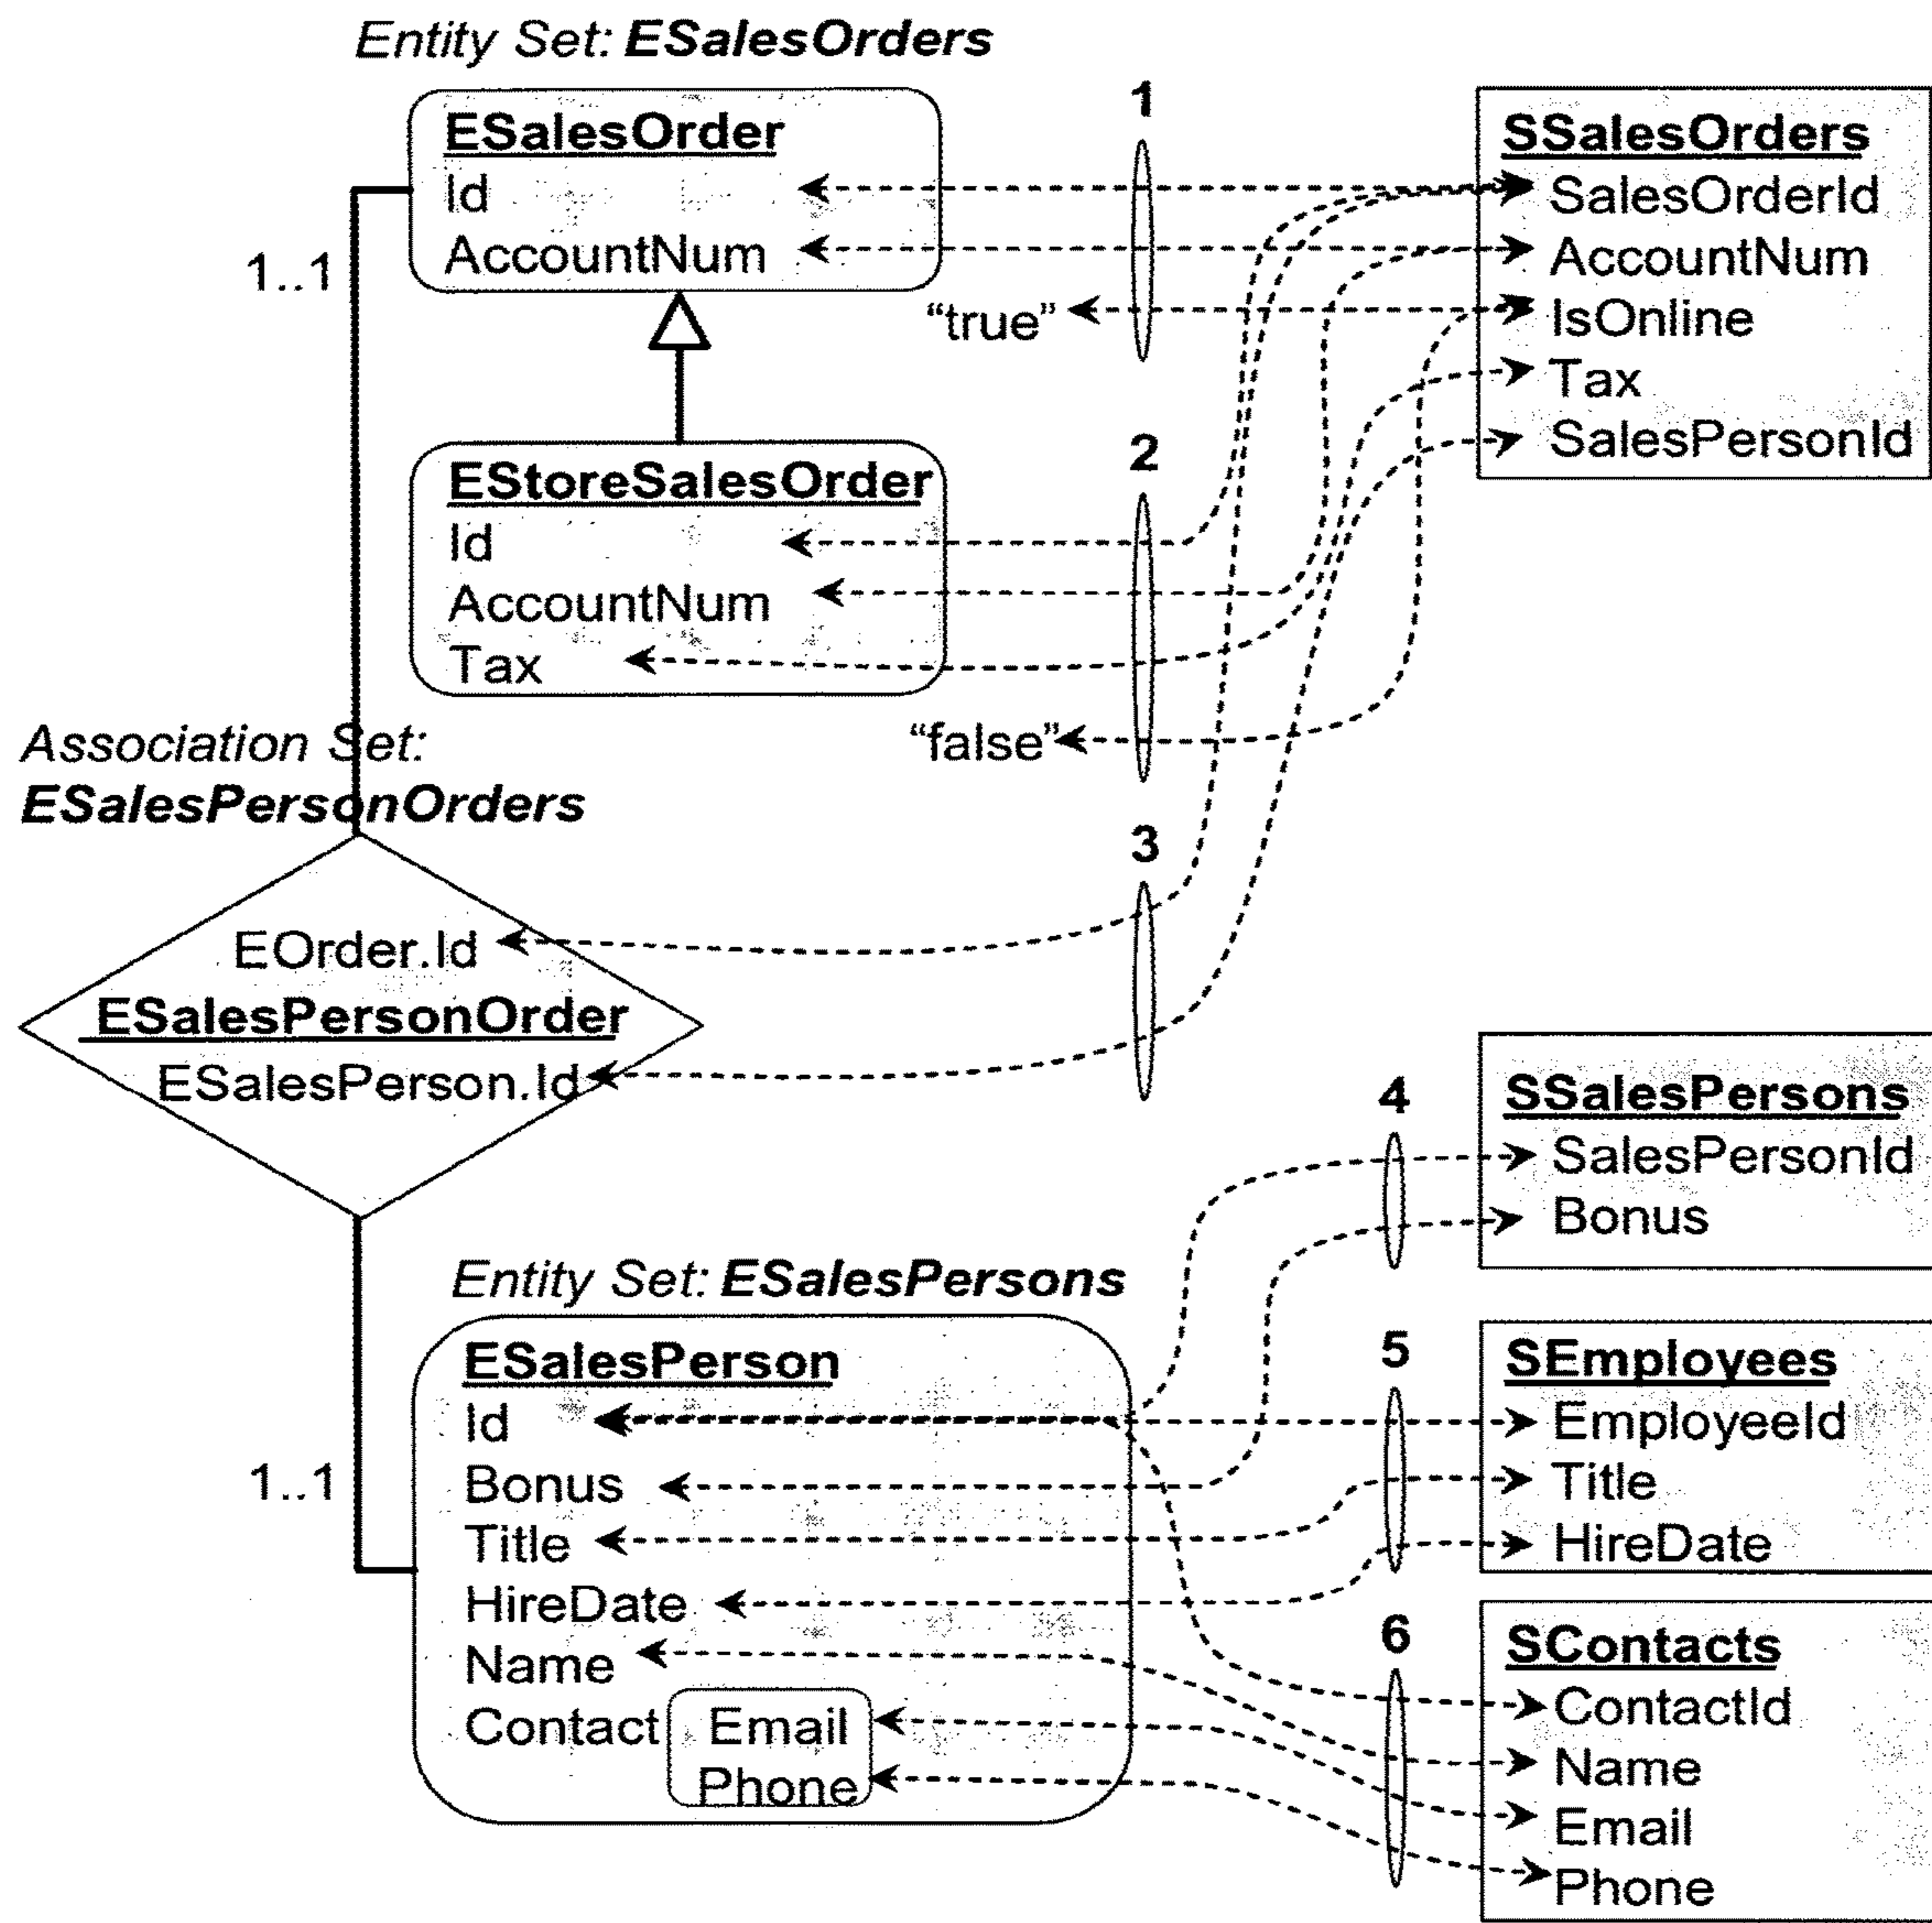 Entity Set: ESalesOrders
1
ESalesOrder
Id
AccountNum
"true"
1..1
SSalesOrders
SalesOrderId
AccountNum
IsOnline
Tax
SalesPersonId
2
EStoreSalesOrder
Id
AccountNum
Tax
"false"
Association Set:
ESalesPersonOrders
3
EOrder.Id
ESalesPersonOrder
ESalesPerson.Id
4
SSalesPersons
SalesPersonId
Bonus
Entity Set: ESalesPersons
ESalesPerson
Id
Bonus
Title
HireDate
Name
Contact
Email
Phone
1..1
5
SEmployees
EmployeeId
Title
HireDate
6
SContacts
ContactId
Name
Email
Phone